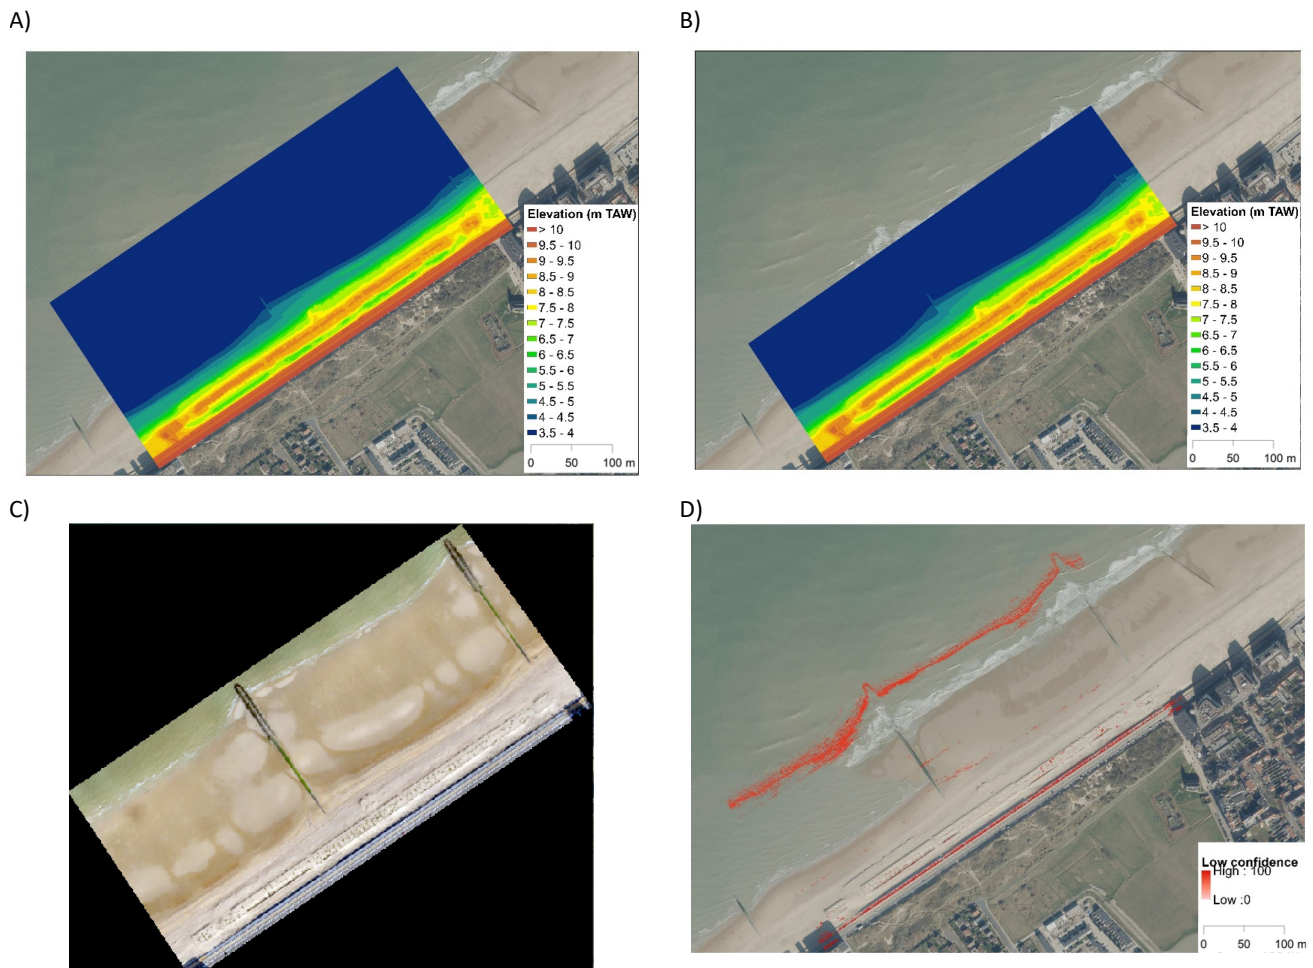 A)
B)
Elevation (m TAW)
> 10
9.5 - 10
9 - 9.5
8.5 - 9
8 - 8.5
7.5 - 8
7 - 7.5
6.5 - 7
6 - 6.5
5.5 - 6
5 - 5.5
4.5 - 5
4 - 4.5
3.5 - 4
0 50 100 m
Elevation (m TAW)
> 10
9.5 - 10
9 - 9.5
8.5 - 9
8 - 8.5
7.5 - 8
7 - 7.5
6.5 - 7
6 - 6.5
5.5 - 6
5 - 5.5
4.5 - 5
4 - 4.5
3.5 - 4
0 50 100 m
C)
D)
Low confidence
High : 100
Low :0
0 50 100 m